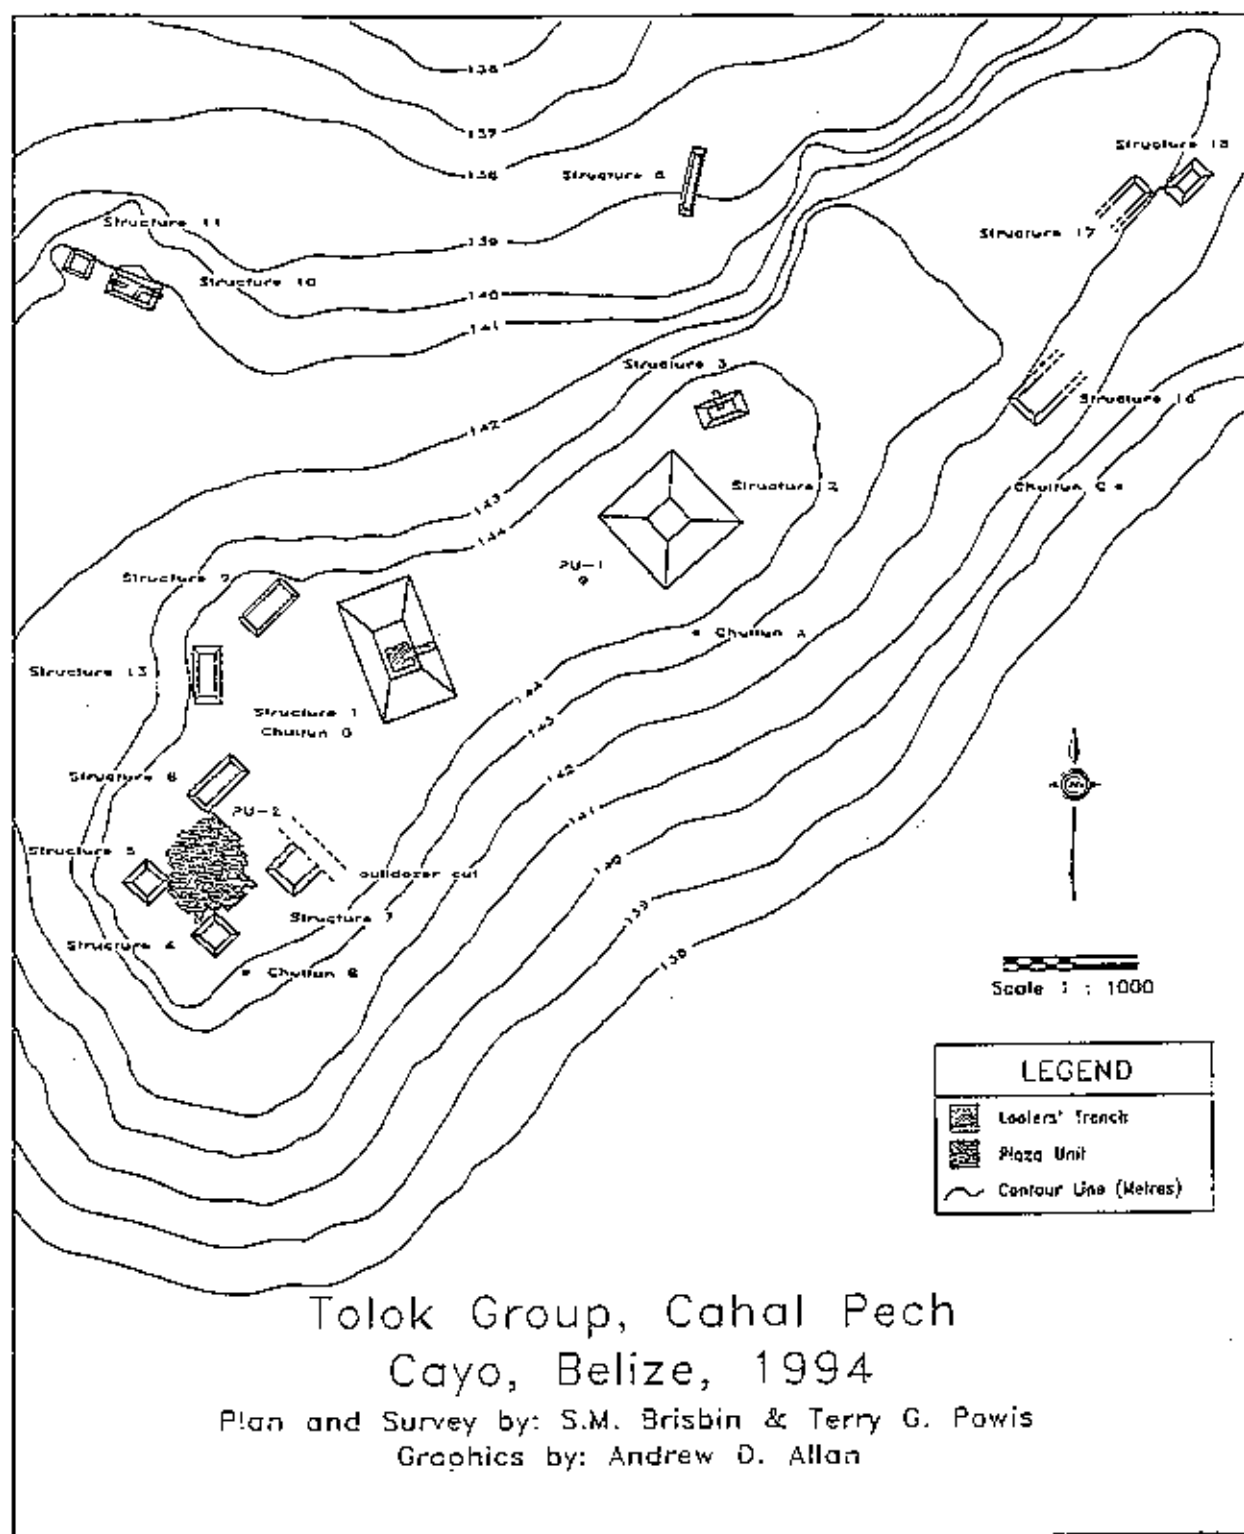 138
137
138
Structure 18
Structure 8
Structure 11
Structure 17
139
Structure 10
140
141
Structure 3
Structure 16
142
Structure 2
Chultun C
143
144
PU-1
Structure 9
Chultun A
Structure 13
144
Structure 1
143
Chultun
142
Structure 6
PU-2
141
Structure 5
140
bulldozer cut
139
Structure 7
Structure 4
138
Chultun B
Scale 1 : 1000
LEGEND
Looters' Trench
Plaza Unit
Contour Line (Metres)
Tolok Group, Cahal Pech
Cayo, Belize, 1994
Plan and Survey by: S.M. Brisbin & Terry G. Powis
Graphics by: Andrew D. Allan